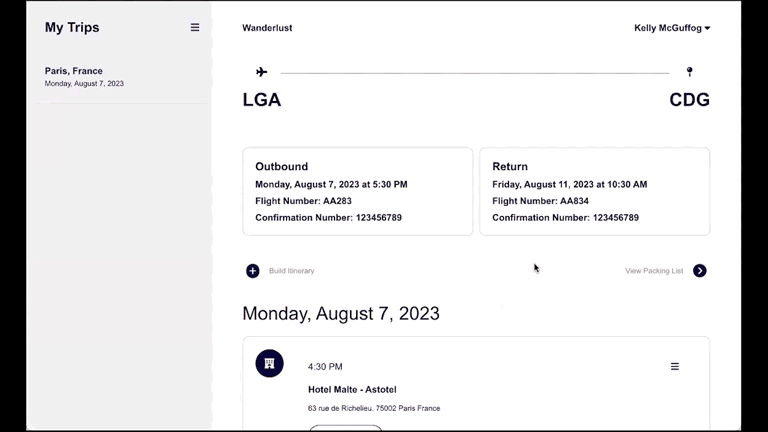 My Trips
Paris, France
Monday, August 7, 2023
Wanderlust
Kelly McGuffog
LGA
CDG
Outbound
Monday, August 7, 2023 at 5:30 PM
Flight Number: AA283
Confirmation Number: 123456789
Return
Friday, August 11, 2023 at 10:30 AM
Flight Number: AA834
Confirmation Number: 123456789
Build Itinerary
View Packing List
Monday, August 7, 2023
4:30 PM
Hotel Malte - Astotel
63 rue de Richelieu, 75002 Paris France